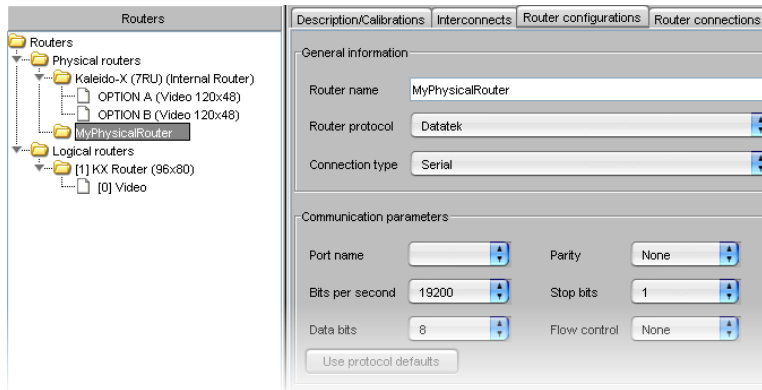 Routers
Routers
Physical routers
Kaleido-X (7RU) (Internal Router)
OPTION A (Video 120x48)
OPTION B (Video 120x48)
MyPhysicalRouter
Logical routers
[1] KX Router (96x80)
[0] Video
Description/Calibrations Interconnects Router configurations Router connections
General information
Router name MyPhysicalRouter
Router protocol Datatek
Connection type Serial
Communication parameters
Port name Parity None
Bits per second 19200 Stop bits 1
Data bits 8 Flow control None
Use protocol defaults